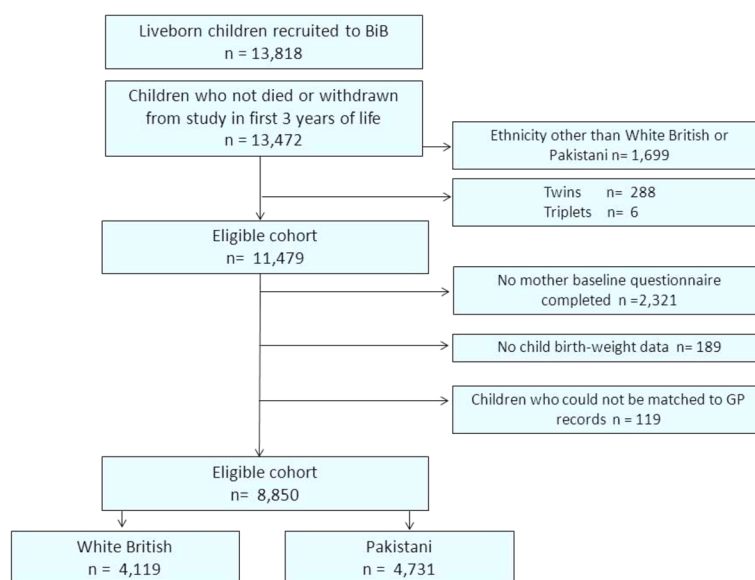 Liveborn children recruited to BiB
n = 13,818
Children who not died or withdrawn
from study in first 3 years of life
n = 13,472
Ethnicity other than White British or
Pakistani n= 1,699
Twins n= 288
Triplets n= 6
Eligible cohort
n= 11,479
No mother baseline questionnaire
completed n =2,321
No child birth-weight data n= 189
Children who could not be matched to GP
records n = 119
Eligible cohort
n= 8,850
White British
n = 4,119
Pakistani
n = 4,731